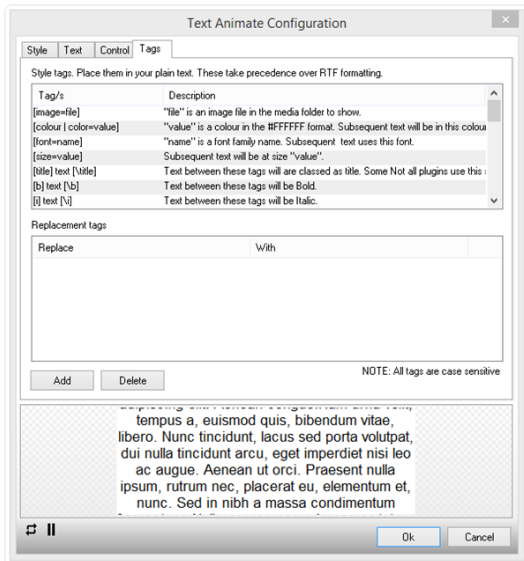 Text Animate Configuration
Style Text Control Tags
Style tags. Place them in your plain text. These take precedence over RTF formatting.
Tag/s Description
[image=file] "file" is an image file in the media folder to show.
[colour | color=value] "value" is a colour in the #FFFFFF format. Subsequent text will be in this colour
[font=name] "name" is a font family name. Subsequent text uses this font.
[size=value] Subsequent text will be at size "value".
[title] text [\title] Text between these tags will are classed as title. Some Not all plugins use this
[b] text [\b] Text between these tags will be Bold.
[i] text [\i] Text between these tags will be Italic.
Replacement tags
Replace With
Add Delete
NOTE: All tags are case sensitive
tempus a, euismod quis, bibendum vitae,
libero. Nunc tincidunt, lacus sed porta volutpat,
dui nulla tincidunt arcu, eget imperdiet nisi leo
ac augue. Aenean ut orci. Praesent nulla
ipsum, rutrum nec, placerat eu, elementum et,
nunc. Sed in nibh a massa condimentum
Ok Cancel